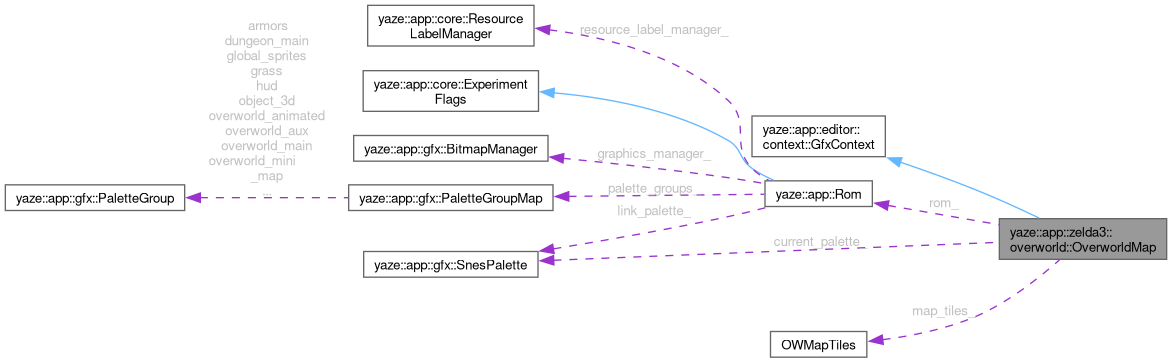 armors
dungeon_main
global_sprites
grass
hud
object_3d
overworld_animated
overworld_aux
overworld_main
overworld_mini
_map
...
yaze::app::gfx::PaletteGroup
yaze::app::core::Resource
LabelManager
yaze::app::core::Experiment
Flags
yaze::app::gfx::BitmapManager
yaze::app::gfx::PaletteGroupMap
yaze::app::gfx::SnesPalette
resource_label_manager_
graphics_manager_
palette_groups
link_palette_
yaze::app::editor::
context::GfxContext
yaze::app::Rom
current_palette
rom_
map_tiles_
OWMapTiles
yaze::app::zelda3::
overworld::OverworldMap